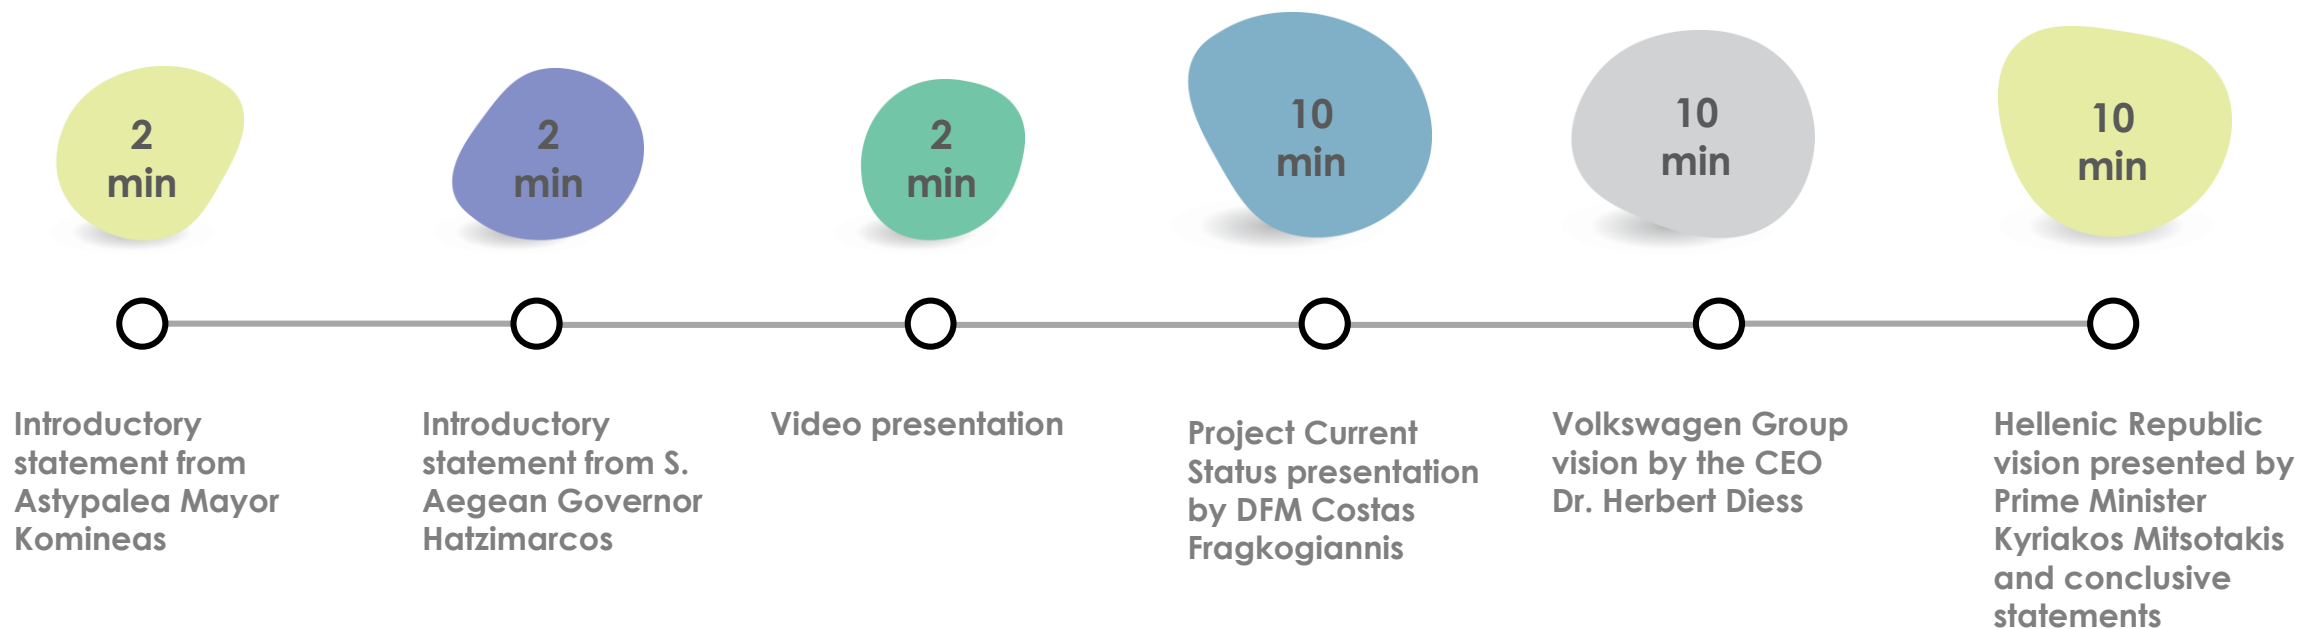 2
min
2
min
2
min
10
min
10
min
10
min
Introductory
statement from
Astypalea Mayor
Komineas
Introductory
statement from S.
Aegean Governor
Hatzimarcos
Video presentation
Project Current
Status presentation
by DFM Costas
Fragkogiannis
Volkswagen Group
vision by the CEO
Dr. Herbert Diess
Hellenic Republic
vision presented by
Prime Minister
Kyriakos Mitsotakis
and conclusive
statements